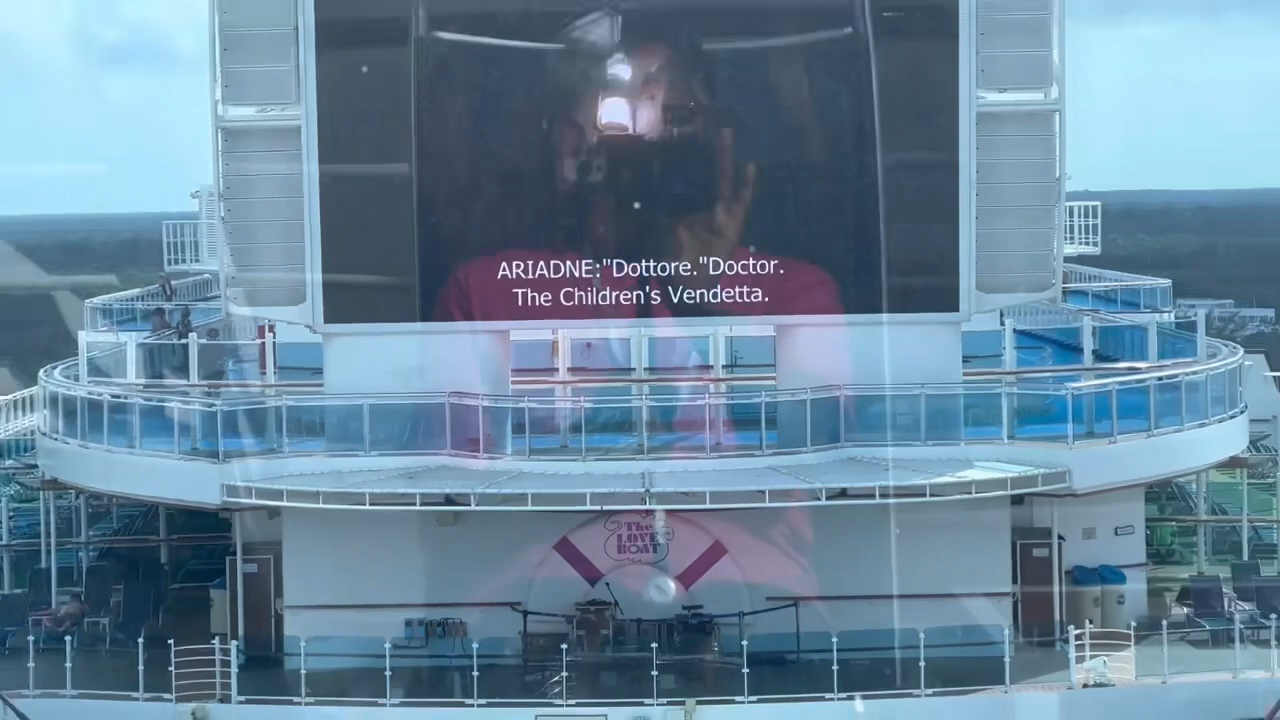 ARIADNE:"Dottore."Doctor.
The Children's Vendetta.
The
LOVE
BOAT